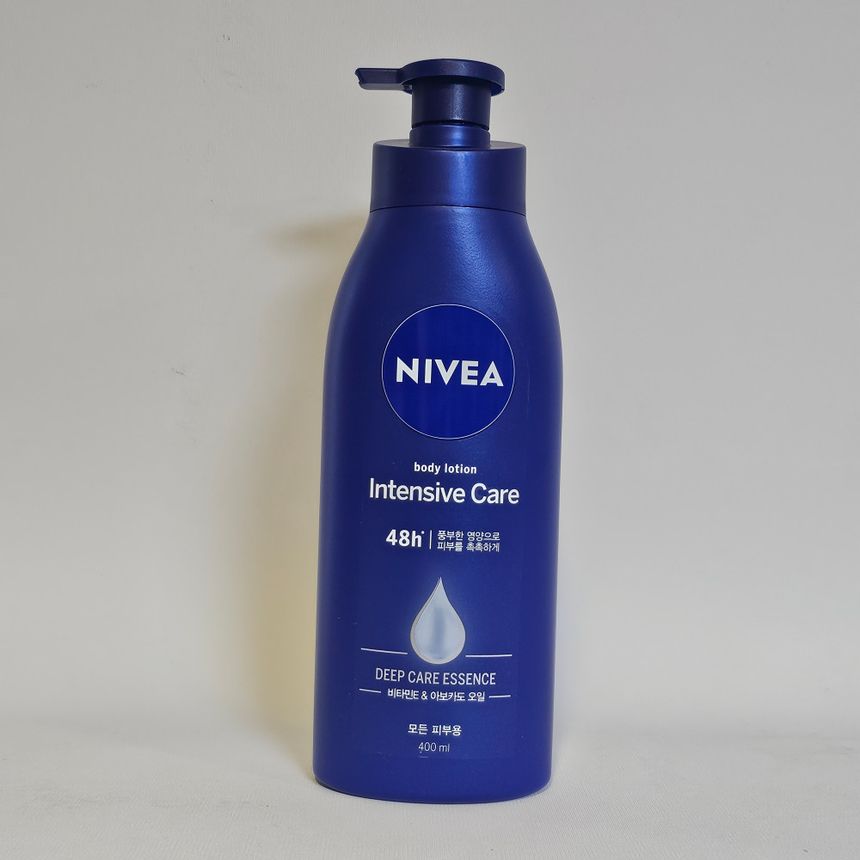 NIVEA
body lotion
Intensive Care
48h*
풍부한 영양으로
피부를 촉촉하게
DEEP CARE ESSENCE
비타민E & 아보카도 오일
모든 피부용
400 ml